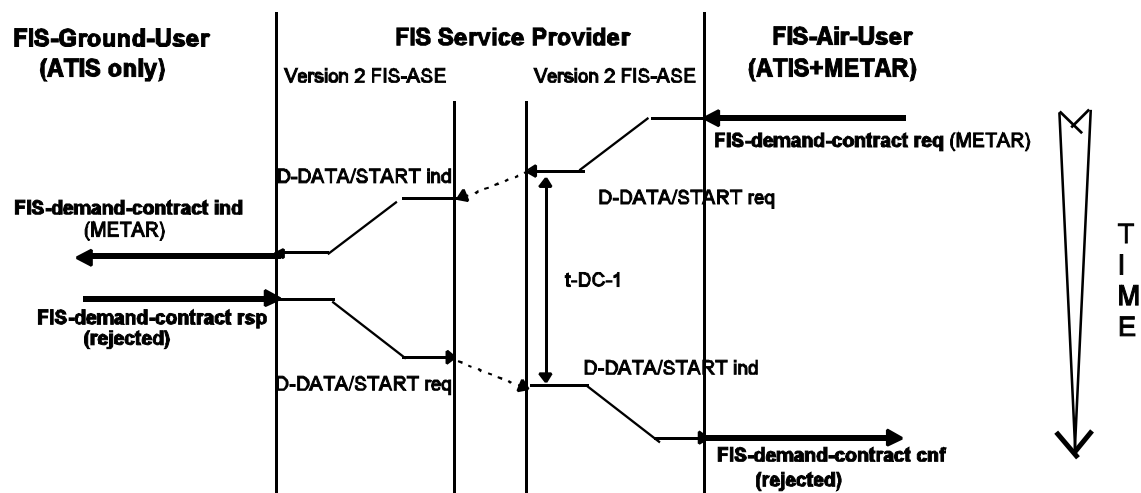 FIS-Ground-User
(ATIS only)
FIS Service Provider
FIS-Air-User
(ATIS+METAR)
Version 2 FIS-ASE
Version 2 FIS-ASE
FIS-demand-contract req (METAR)
D-DATA/START ind
D-DATA/START req
FIS-demand-contract ind
(METAR)
t-DC-1
FIS-demand-contract rsp
(rejected)
D-DATA/START req
D-DATA/START ind
FIS-demand-contract cnf
(rejected)
T
I
M
E